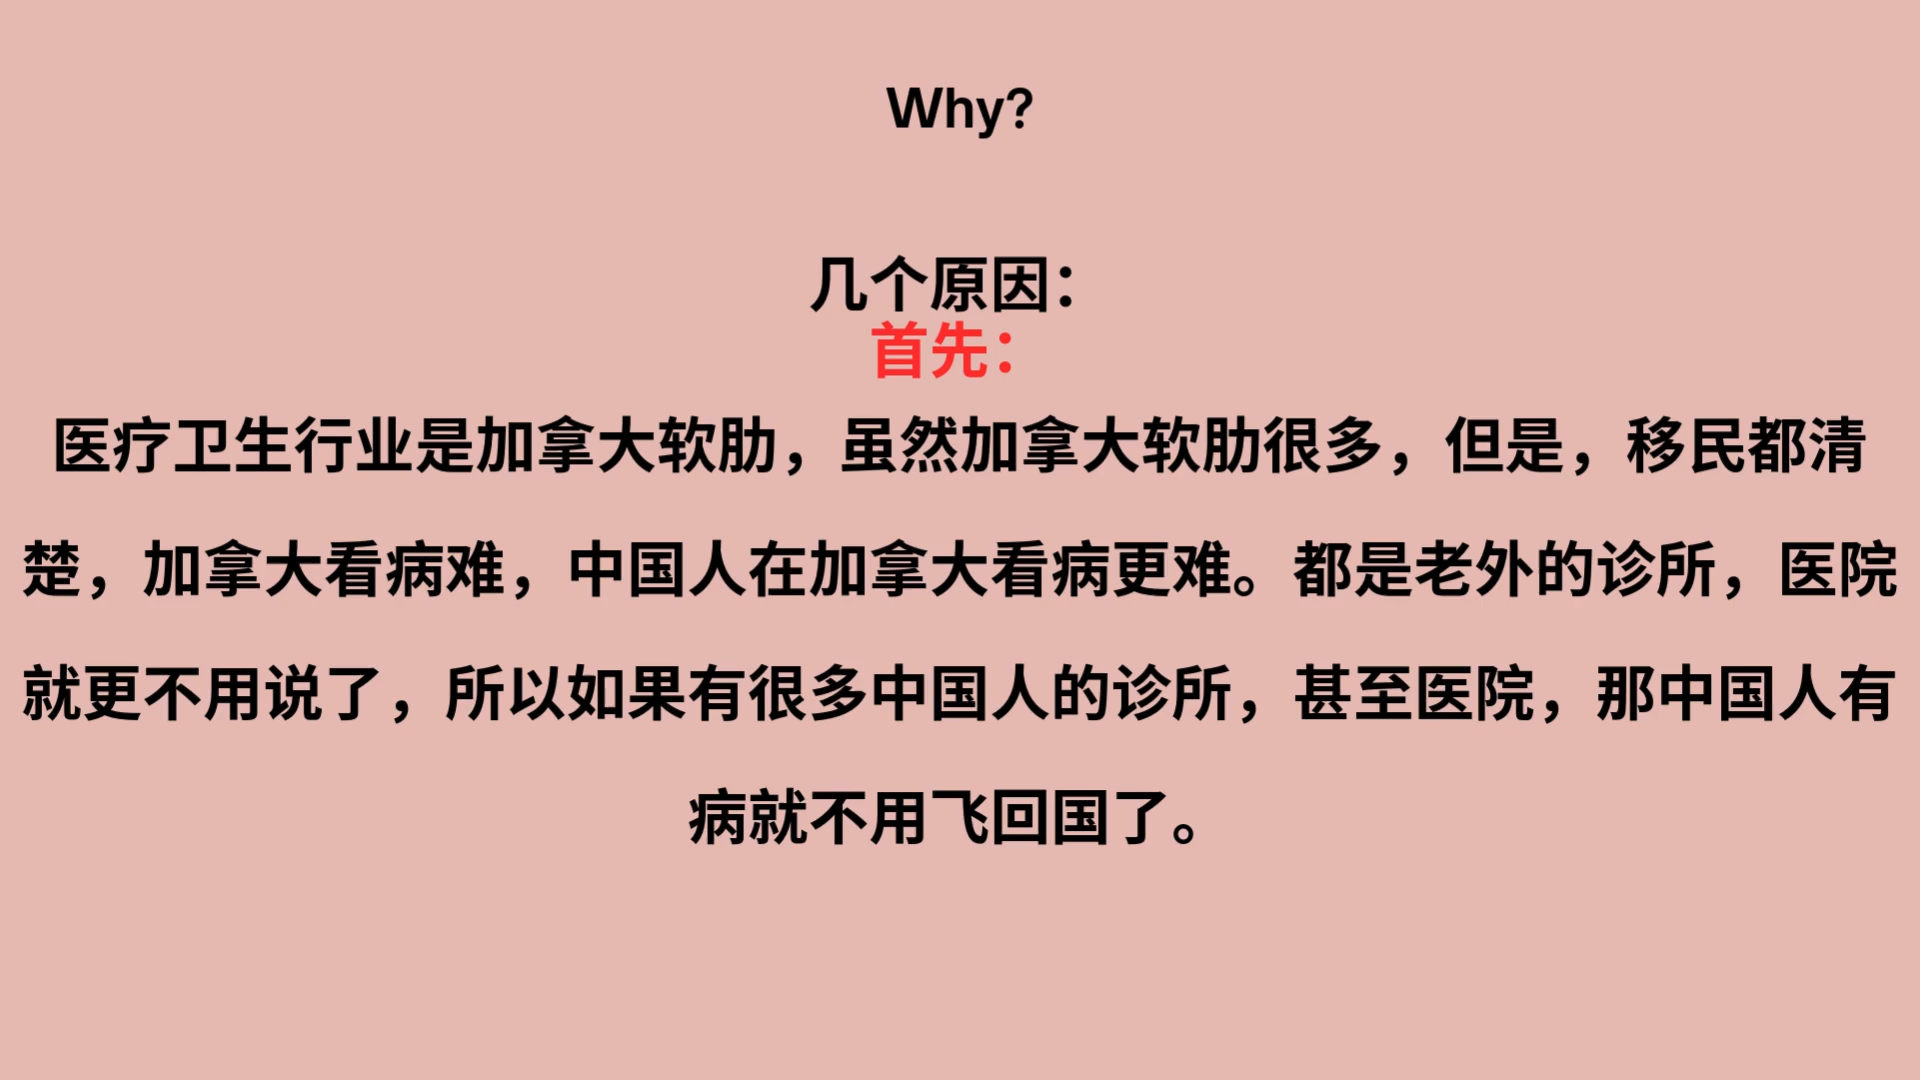 Why?
几个原因：
首先：
医疗卫生行业是加拿大软肋，虽然加拿大软肋很多，但是，移民都清
楚，加拿大看病难，中国人在加拿大看病更难。都是老外的诊所，医院
就更不用说了，所以如果有很多中国人的诊所，甚至医院，那中国人有
病就不用飞回国了。